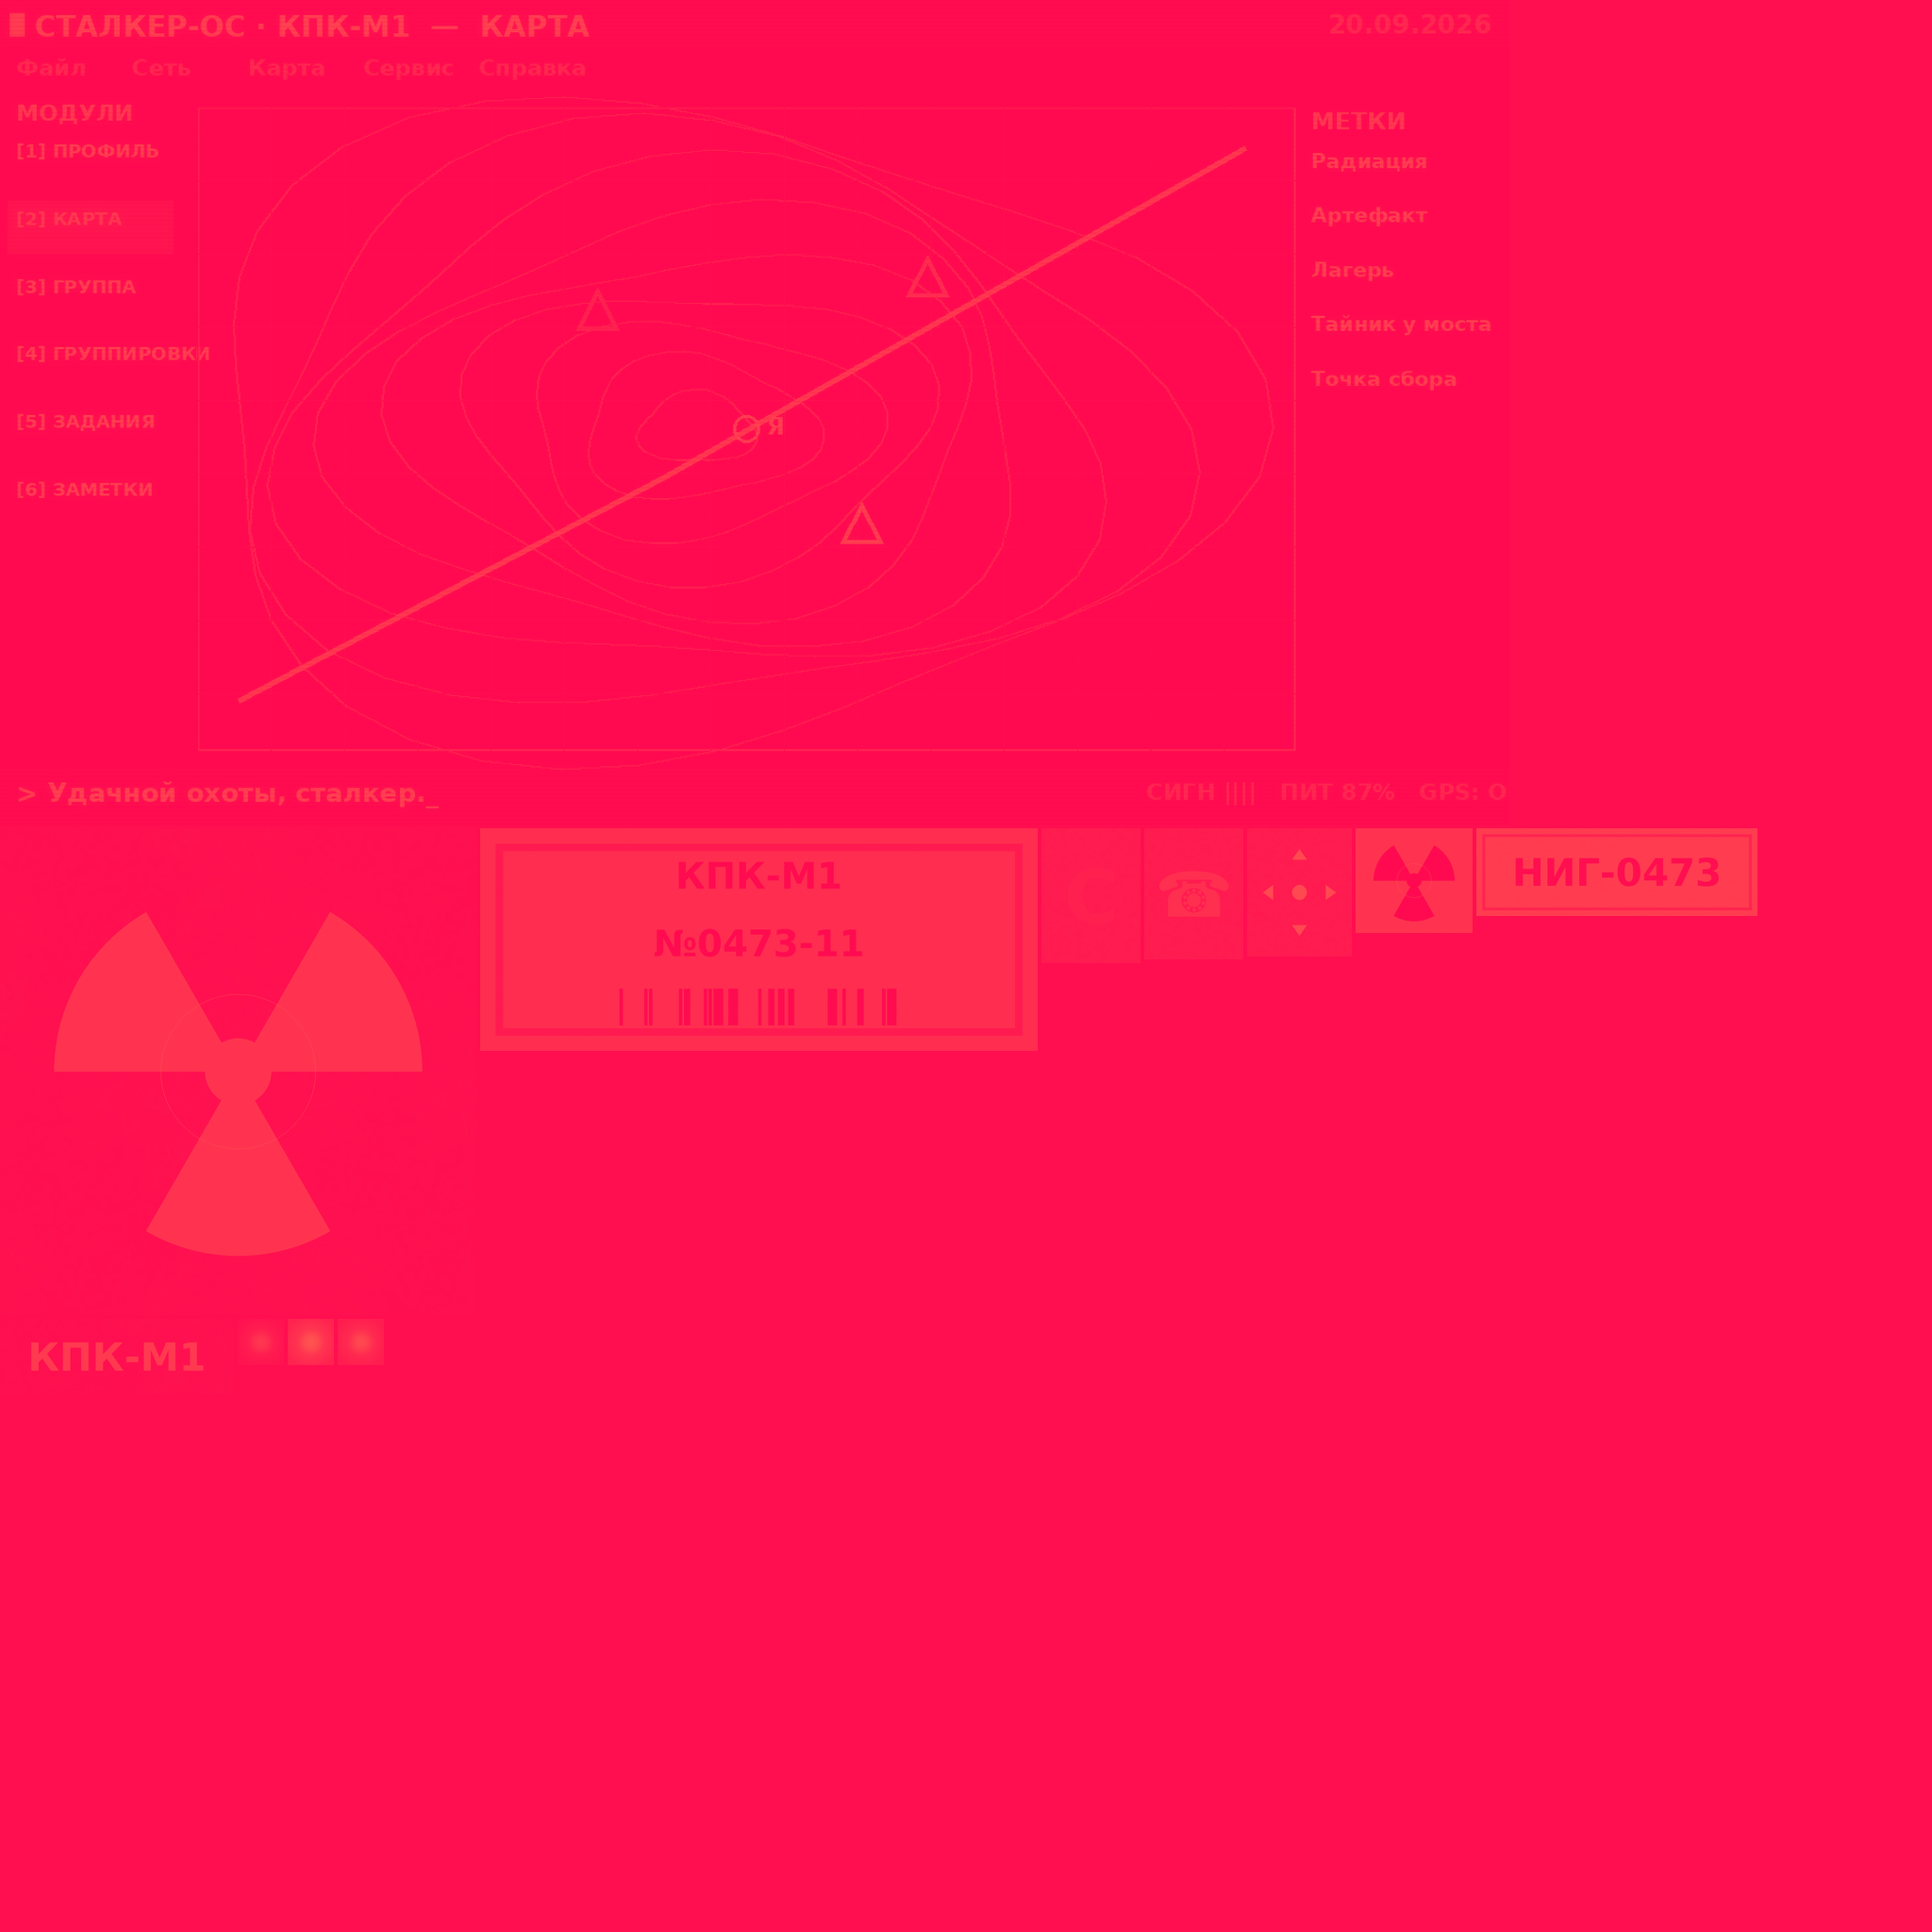 СТАЛКЕР-ОС · КПК-М1 — КАРТА
20.09.2026
Файл Сеть Карта Сервис Справка
МОДУЛИ
[1] ПРОФИЛЬ
[2] КАРТА
[3] ГРУППА
[4] ГРУППИРОВКИ
[5] ЗАДАНИЯ
[6] ЗАМЕТКИ
Я
МЕТКИ
Радиация
Артефакт
Лагерь
Тайник у моста
Точка сбора
> Удачной охоты, сталкер._
СИГН |||| ПИТ 87% GPS: O
КПК-М1
№0473-11
C
НИГ-0473
КПК-М1